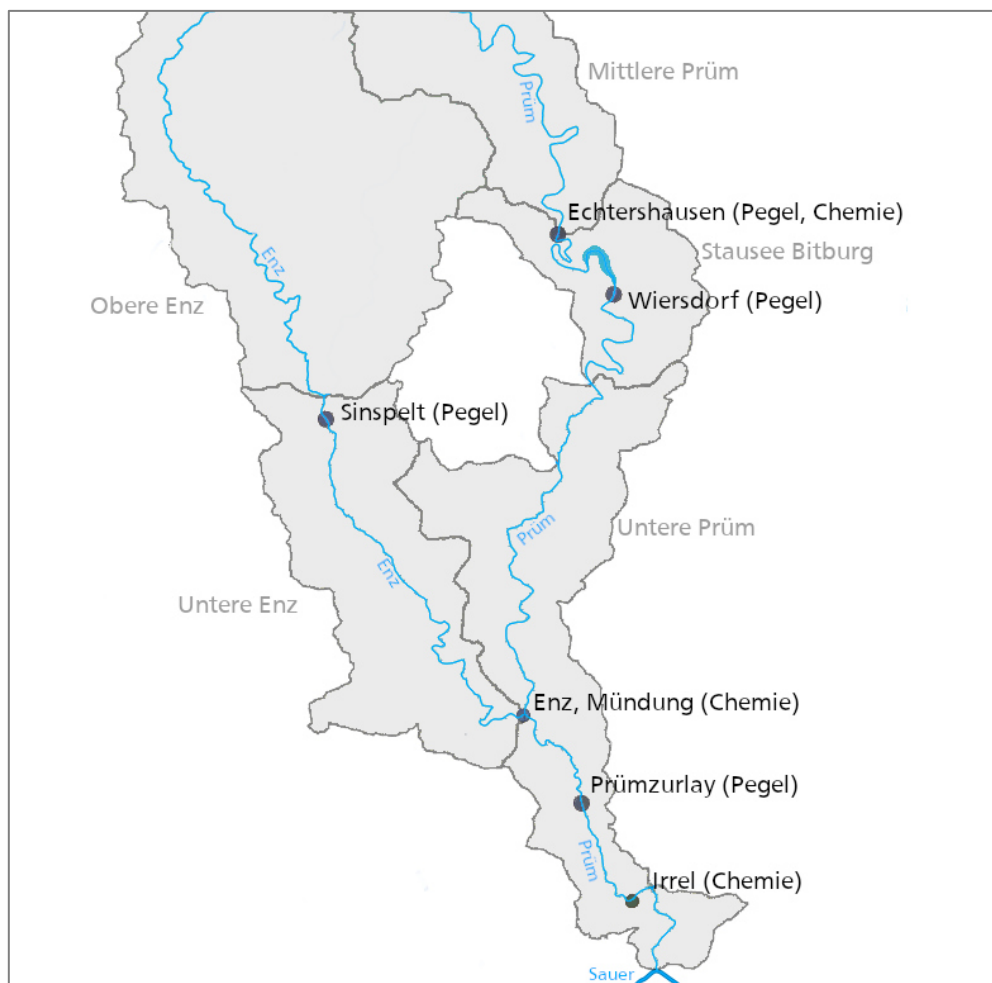 Mittlere Prüm
Prüm
Echtershausen (Pegel, Chemie)
Stausee Bitburg
Enz
Wiersdorf (Pegel)
Obere Enz
Sinspelt (Pegel)
Prüm
Untere Prüm
Enz
Untere Enz
Enz, Mündung (Chemie)
Prümzurlay (Pegel)
Prüm
Irrel (Chemie)
Sauer